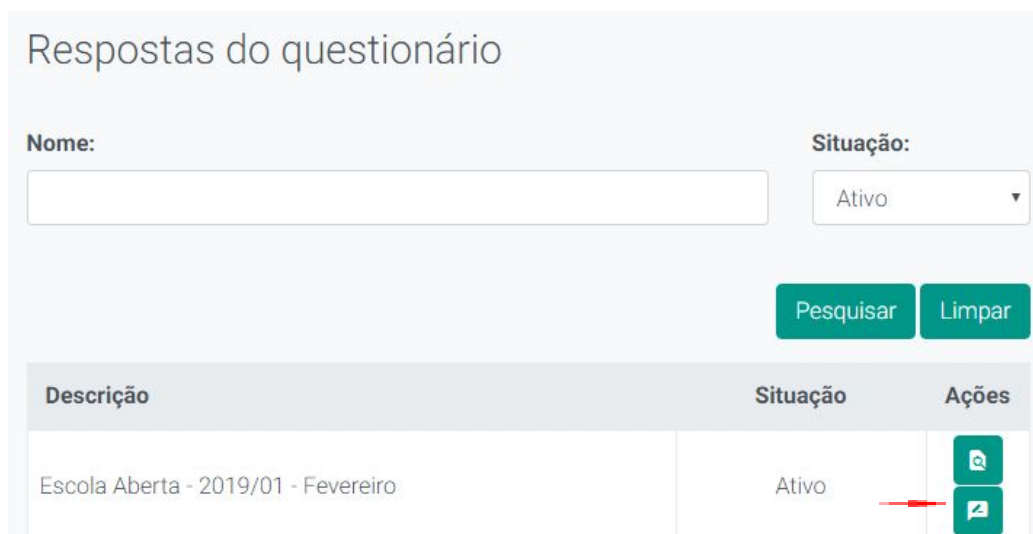 Respostas do questionário
Nome: Situação:
Ativo
Pesquisar Limpar
Descrição Situação Ações
Escola Aberta - 2019/01 - Fevereiro Ativo